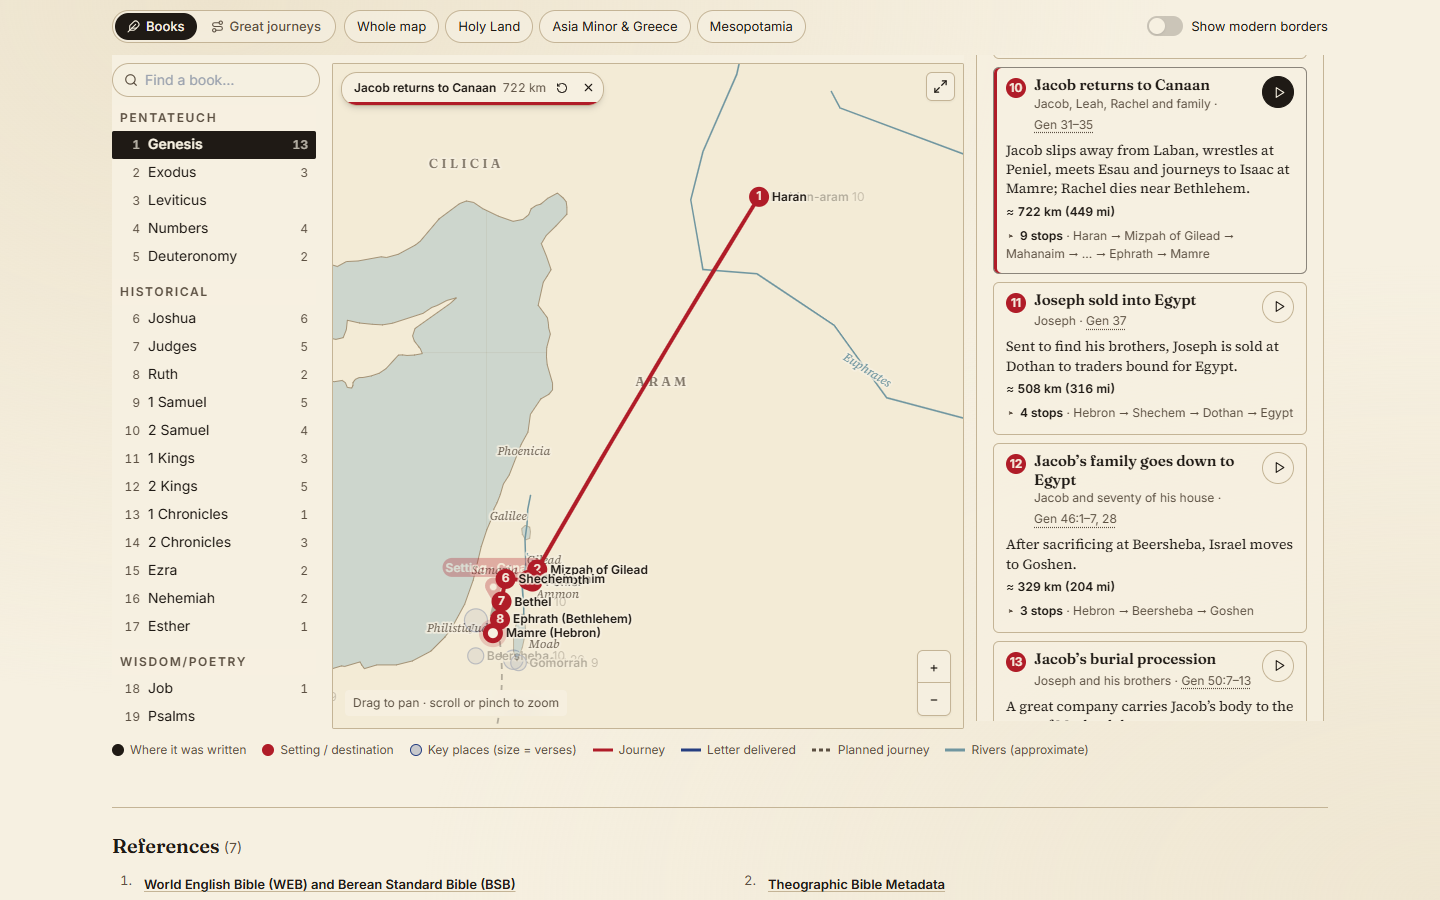 Books
Great journeys
Whole map
Holy Land
Asia Minor & Greece
Mesopotamia
Show modern borders
Find a book...
PENTATEUCH
1 Genesis 13
2 Exodus 3
3 Leviticus
4 Numbers 4
5 Deuteronomy 2
HISTORICAL
6 Joshua 6
7 Judges 5
8 Ruth 2
9 1 Samuel 5
10 2 Samuel 4
11 1 Kings 3
12 2 Kings 5
13 1 Chronicles 1
14 2 Chronicles 3
15 Ezra 2
16 Nehemiah 2
17 Esther 1
WISDOM/POETRY
18 Job 1
19 Psalms
Jacob returns to Canaan 722 km
CILICIA
1 Haran n-aram 10
ARAM
Euphrates
Phoenicia
Galilee
Gilead
2 Mizpah of Gilead
6 Shechem
Ammon
7 Bethel 10
8 Ephrath (Bethlehem)
Philistia
Mamre (Hebron)
Moab
Beersheba 10
Gomorrah 9
Drag to pan · scroll or pinch to zoom
+
−
10 Jacob returns to Canaan
Jacob, Leah, Rachel and family ·
Gen 31–35
Jacob slips away from Laban, wrestles at
Peniel, meets Esau and journeys to Isaac at
Mamre; Rachel dies near Bethlehem.
≈ 722 km (449 mi)
▸ 9 stops · Haran → Mizpah of Gilead →
Mahanaim → ... → Ephrath → Mamre
11 Joseph sold into Egypt
Joseph · Gen 37
Sent to find his brothers, Joseph is sold at
Dothan to traders bound for Egypt.
≈ 508 km (316 mi)
▸ 4 stops · Hebron → Shechem → Dothan → Egypt
12 Jacob’s family goes down to
Egypt
Jacob and seventy of his house ·
Gen 46:1–7, 28
After sacrificing at Beersheba, Israel moves
to Goshen.
≈ 329 km (204 mi)
▸ 3 stops · Hebron → Beersheba → Goshen
13 Jacob’s burial procession
Joseph and his brothers · Gen 50:7–13
A great company carries Jacob’s body to the
Where it was written
Setting / destination
Key places (size = verses)
Journey
Letter delivered
Planned journey
Rivers (approximate)
References (7)
1. World English Bible (WEB) and Berean Standard Bible (BSB)
2. Theographic Bible Metadata